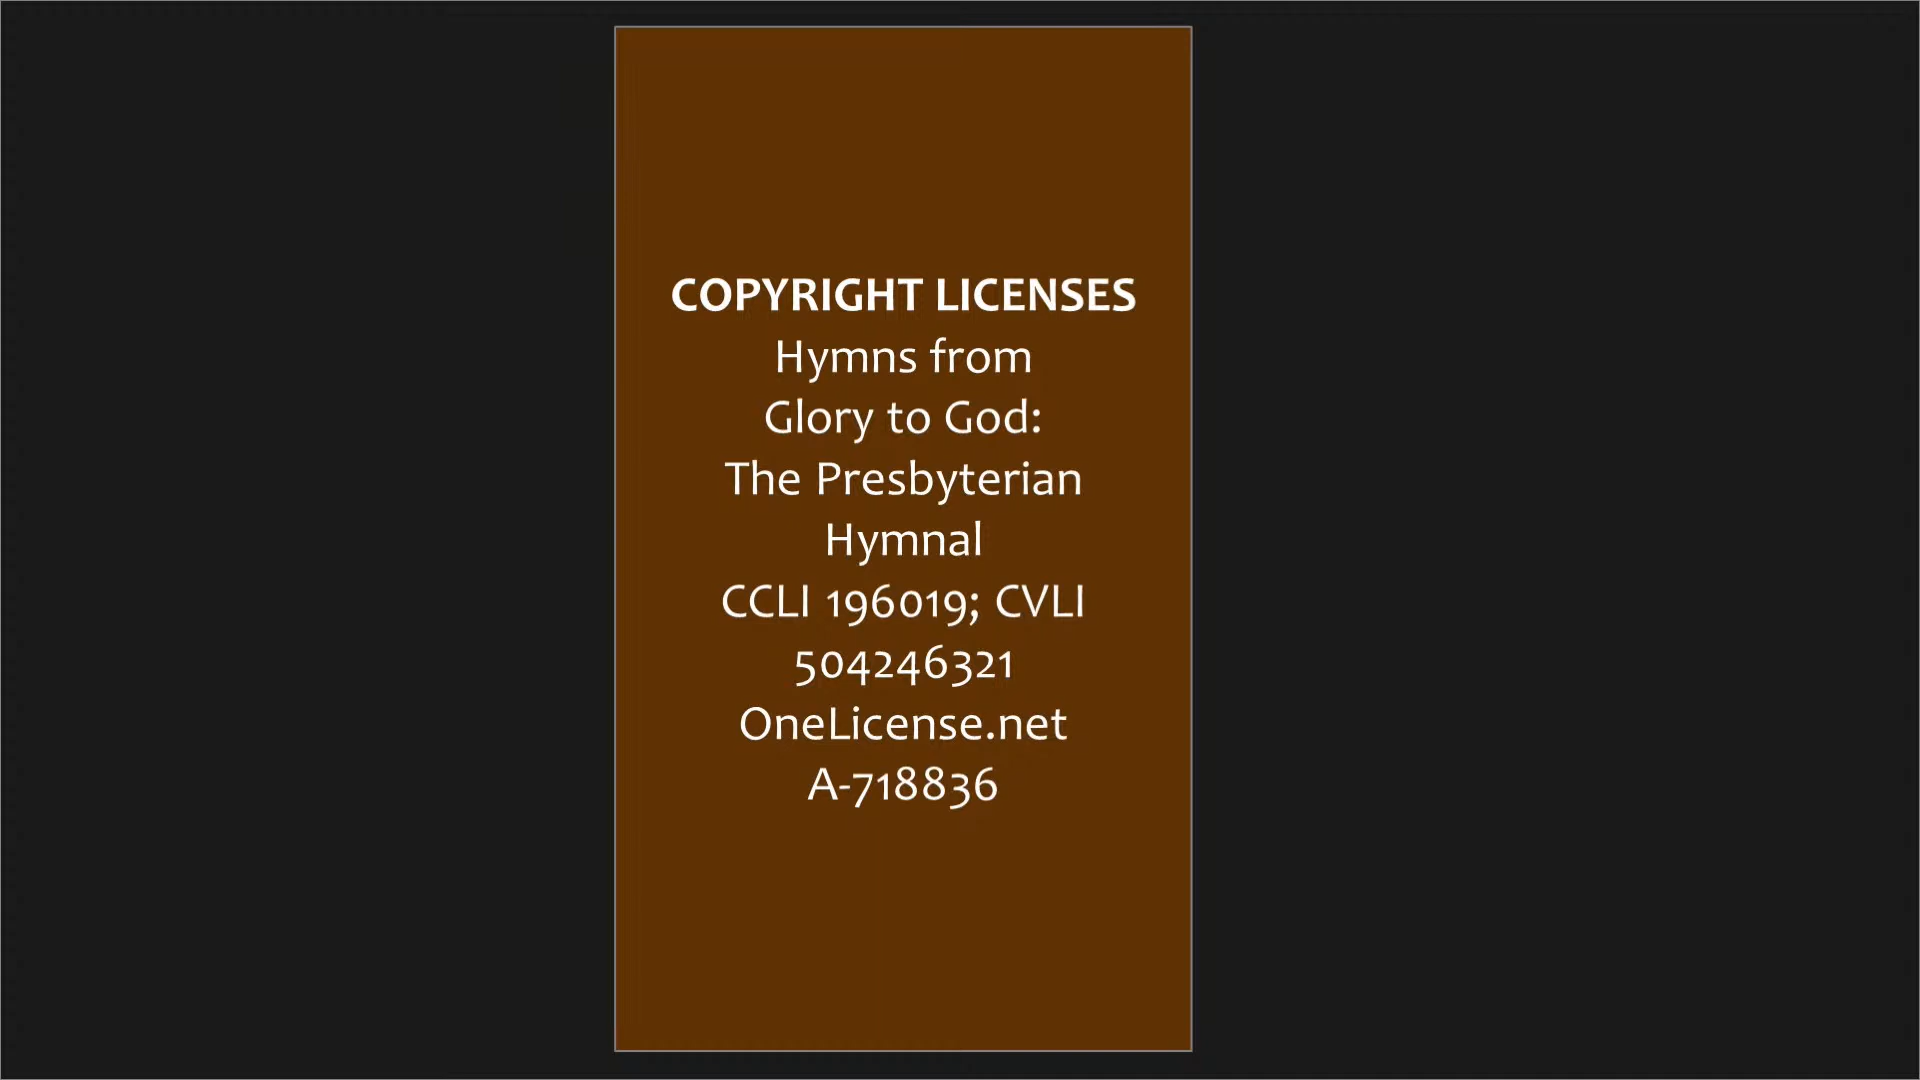 COPYRIGHT LICENSES
Hymns from
Glory to God:
The Presbyterian
Hymnal
CCLI 196019; CVLI
504246321
OneLicense.net
A-718836